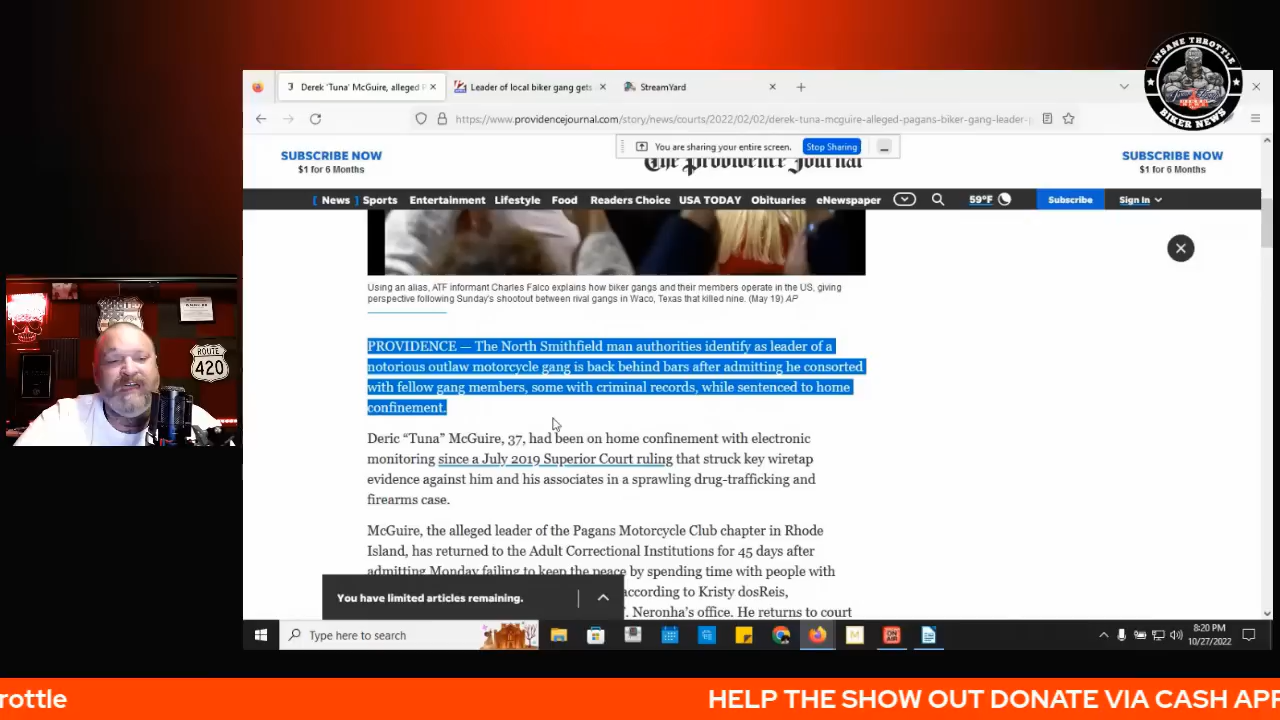 INSANE THROTTLE
BIKER NEWS
Derek 'Tuna' McGuire, alleged P
Leader of local biker gang gets
StreamYard
https://www.providencejournal.com/story/news/courts/2022/02/02/derek-tuna-mcguire-alleged-pagans-biker-gang-leader-
You are sharing your entire screen.
Stop Sharing
SUBSCRIBE NOW
$1 for 6 Months
The Providence Journal
SUBSCRIBE NOW
$1 for 6 Months
[ News ] Sports Entertainment Lifestyle Food Readers Choice USA TODAY Obituaries eNewspaper 59°F Subscribe Sign In
Using an alias, ATF informant Charles Falco explains how biker gangs and their members operate in the US, giving
perspective following Sunday's shootout between rival gangs in Waco, Texas that killed nine. (May 19) AP
PROVIDENCE — The North Smithfield man authorities identify as leader of a
notorious outlaw motorcycle gang is back behind bars after admitting he consorted
with fellow gang members, some with criminal records, while sentenced to home
confinement.
Deric “Tuna” McGuire, 37, had been on home confinement with electronic
monitoring since a July 2019 Superior Court ruling that struck key wiretap
evidence against him and his associates in a sprawling drug-trafficking and
firearms case.
McGuire, the alleged leader of the Pagans Motorcycle Club chapter in Rhode
Island, has returned to the Adult Correctional Institutions for 45 days after
admitting Monday failing to keep the peace by spending time with people with
according to Kristy dosReis,
Neronha's office. He returns to court
You have limited articles remaining.
ROUTE
420
Type here to search
ON AIR
8:20 PM
10/27/2022
rottle
HELP THE SHOW OUT DONATE VIA CASH APP